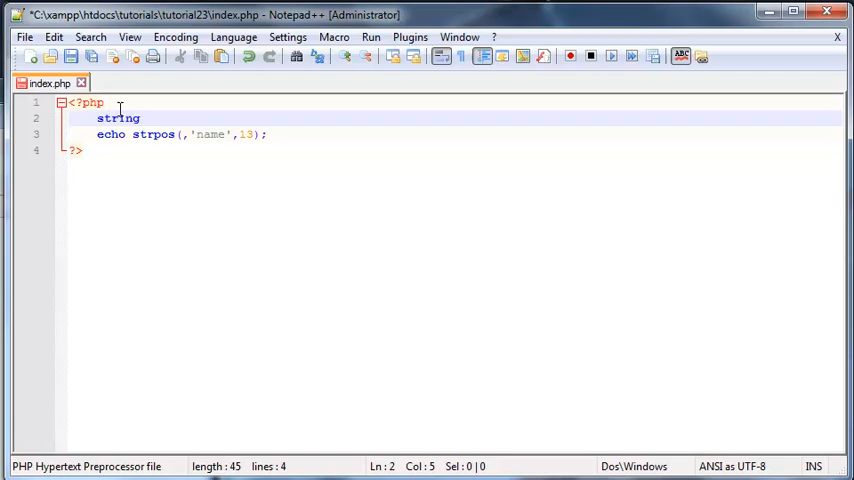 *C:\xampp\htdocs\tutorials\tutorial23\index.php - Notepad++ [Administrator]
File Edit Search View Encoding Language Settings Macro Run Plugins Window ? X
index.php
1 <?php
2 string
3 echo strpos(,'name',13);
4 ?>
PHP Hypertext Preprocessor file length : 45 lines : 4 Ln : 2 Col : 5 Sel : 0 | 0 Dos\Windows ANSI as UTF-8 INS